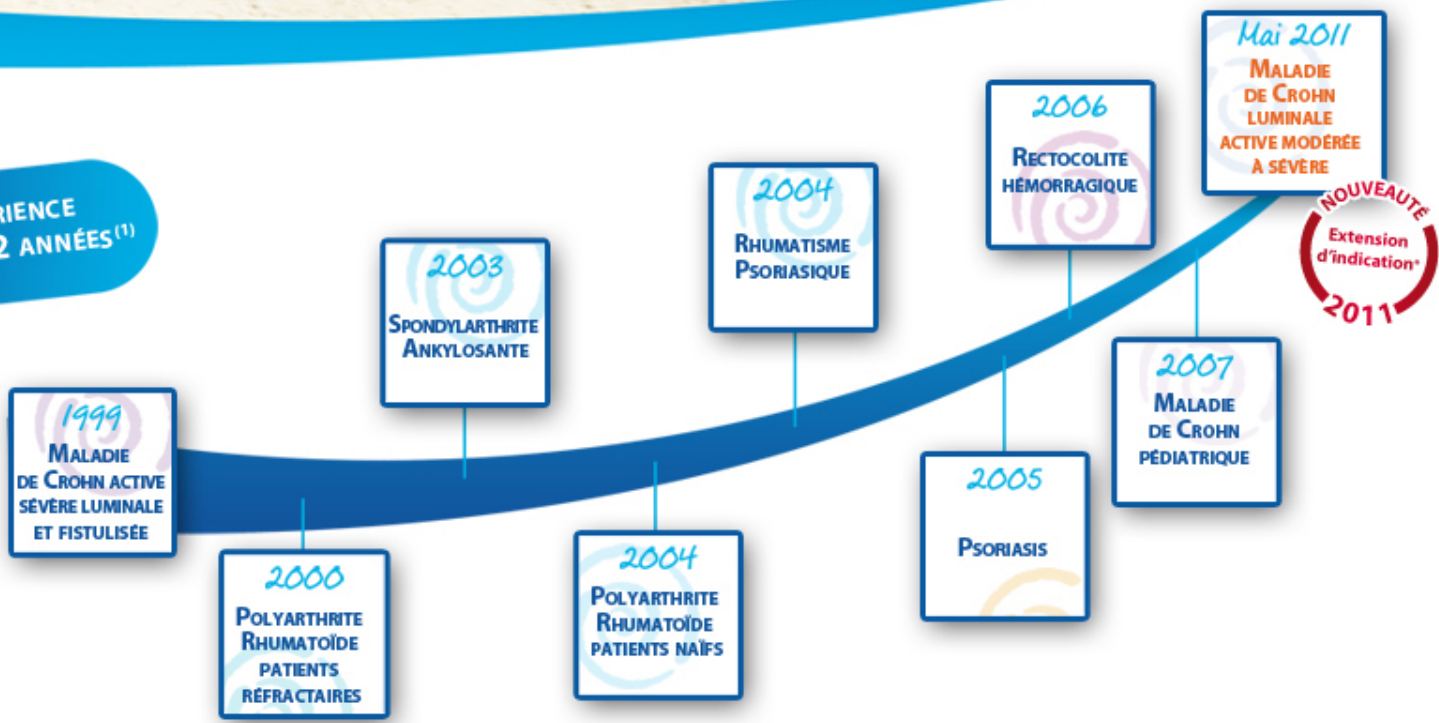 RIENCE
2 ANNÉES(1)
1999
MALADIE
DE CROHN ACTIVE
SÉVÈRE LUMINALE
ET FISTULISÉE
2000
POLYARTHRITE
RHUMATOÏDE
PATIENTS
RÉFRACTAIRES
2003
SPONDYLARTHRITE
ANKYLOSANTE
2004
POLYARTHRITE
RHUMATOÏDE
PATIENTS NAÏFS
2004
RHUMATISME
PSORIASIQUE
2005
PSORIASIS
2006
RECTOCOLITE
HÉMORRAGIQUE
2007
MALADIE
DE CROHN
PÉDIATRIQUE
Mai 2011
MALADIE
DE CROHN
LUMINALE
ACTIVE MODÉRÉE
À SÉVÈRE
NOUVEAUTÉ
Extension
d'indication*
2011